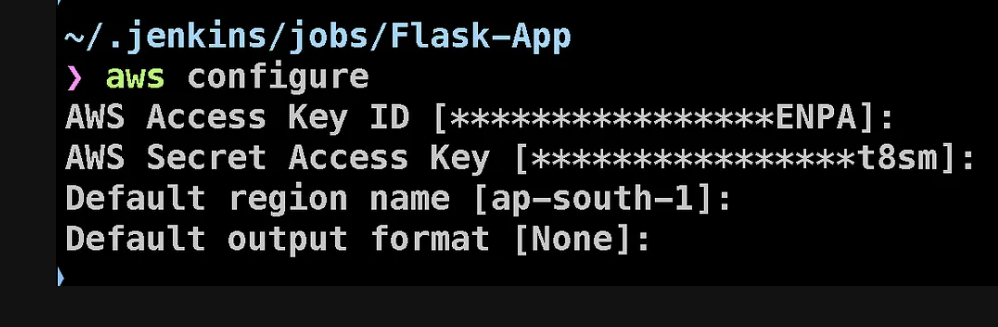 ~/.jenkins/jobs/Flask-App
❯ aws configure
AWS Access Key ID [****************ENPA]:
AWS Secret Access Key [****************t8sm]:
Default region name [ap-south-1]:
Default output format [None]: